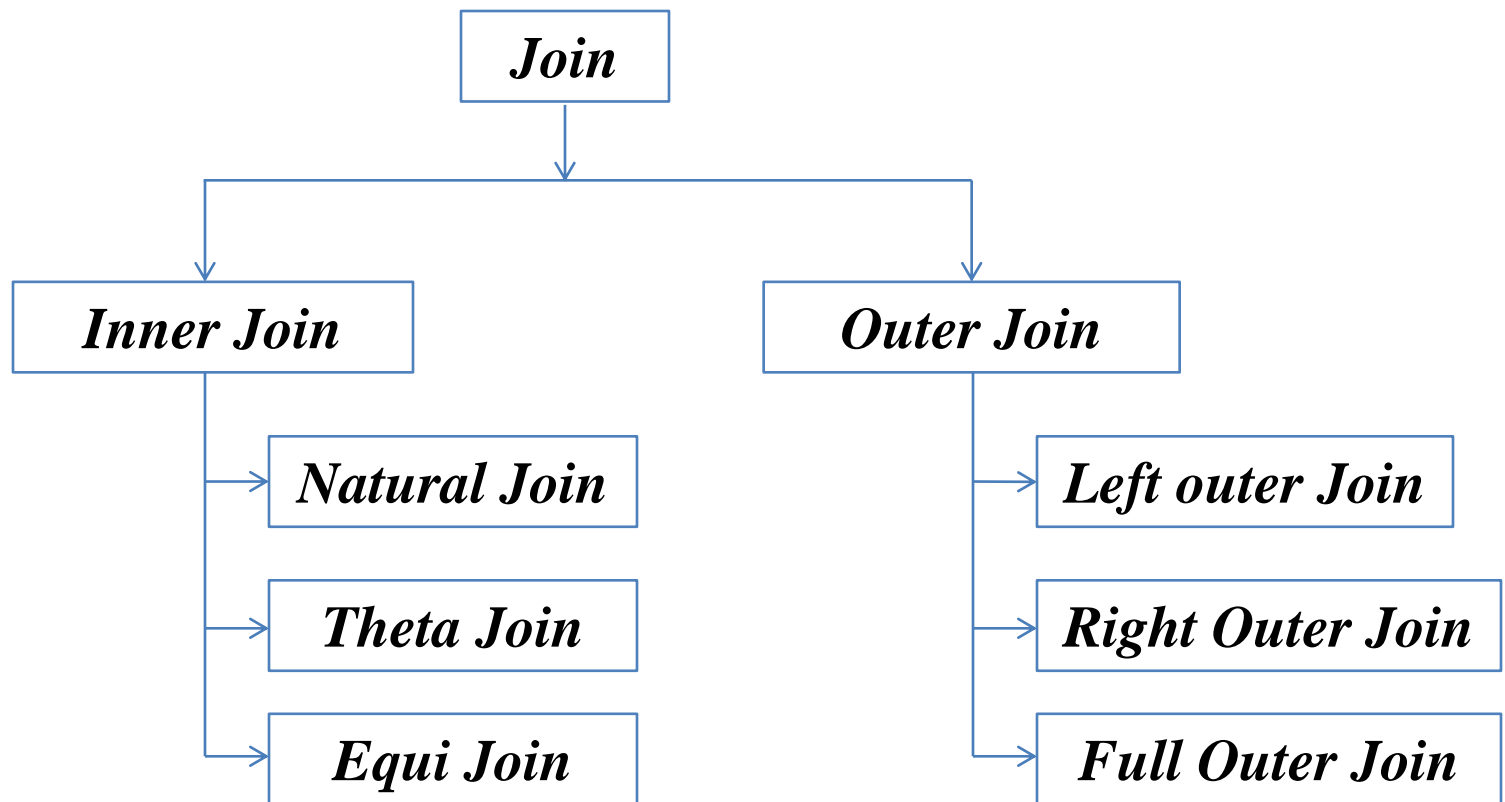 Join
Inner Join
Outer Join
Natural Join
Left outer Join
Theta Join
Right Outer Join
Equi Join
Full Outer Join